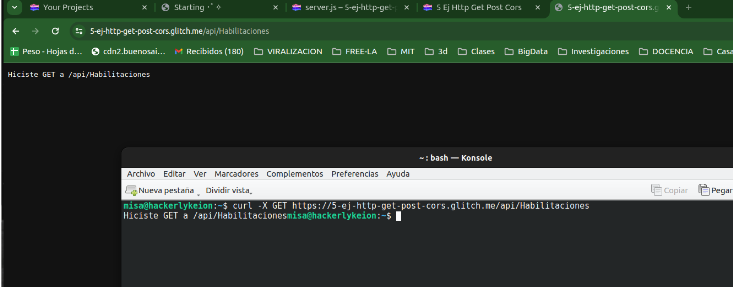 Your Projects
Starting ·˚✧
server.js – 5-ej-http-get-p
5 Ej Http Get Post Cors
5-ej-http-get-post-cors.g
5-ej-http-get-post-cors.glitch.me/api/Habilitaciones
Peso - Hojas d…
cdn2.buenosai…
Recibidos (180)
VIRALIZACION
FREE-LA
MIT
3d
Clases
BigData
Investigaciones
DOCENCIA
Casa
Hiciste GET a /api/Habilitaciones
~ : bash — Konsole
Archivo Editar Ver Marcadores Complementos Preferencias Ayuda
Nueva pestaña Dividir vista Copiar Pegar
misa@hackerlykeion:~$ curl -X GET https://5-ej-http-get-post-cors.glitch.me/api/Habilitaciones
Hiciste GET a /api/Habilitacionesmisa@hackerlykeion:~$